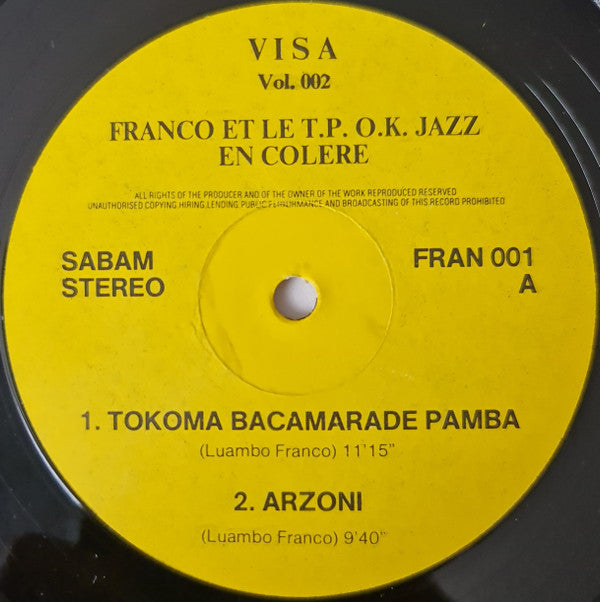 VISA
Vol. 002
FRANCO ET LE T.P. O.K. JAZZ
EN COLERE
ALL RIGHTS OF THE PRODUCER AND OF THE OWNER OF THE WORK REPRODUCED RESERVED
UNAUTHORISED COPYING, HIRING, LENDING, PUBLIC PERFORMANCE AND BROADCASTING OF THIS RECORD PROHIBITED
SABAM
STEREO
FRAN 001
A
1. TOKOMA BACAMARADE PAMBA
(Luambo Franco) 11'15"
2. ARZONI
(Luambo Franco) 9'40"